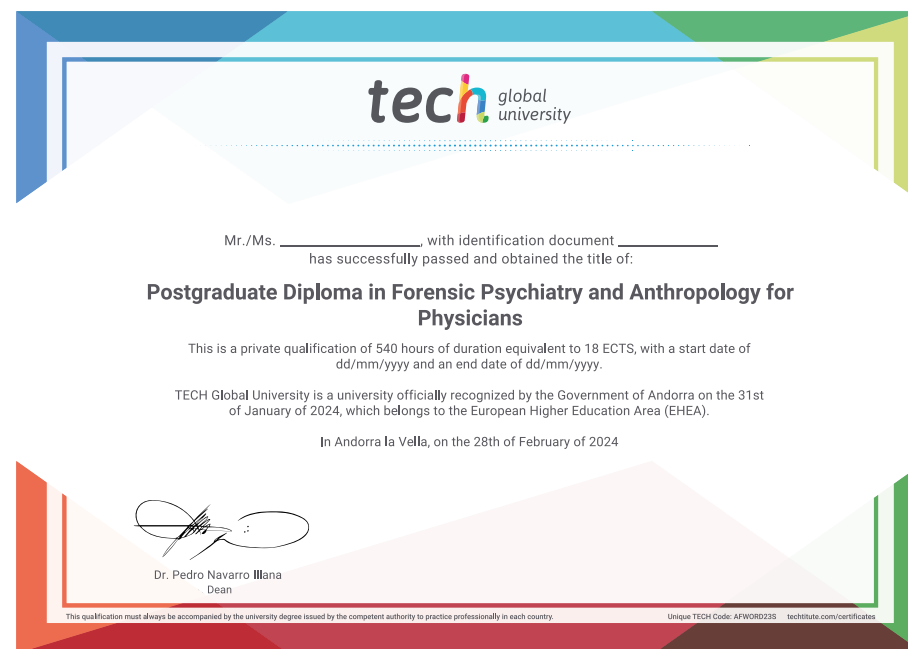 tech global university
Mr./Ms. ____________, with identification document ____________
has successfully passed and obtained the title of:
Postgraduate Diploma in Forensic Psychiatry and Anthropology for
Physicians
This is a private qualification of 540 hours of duration equivalent to 18 ECTS, with a start date of
dd/mm/yyyy and an end date of dd/mm/yyyy.
TECH Global University is a university officially recognized by the Government of Andorra on the 31st
of January of 2024, which belongs to the European Higher Education Area (EHEA).
In Andorra la Vella, on the 28th of February of 2024
Dr. Pedro Navarro Illana
Dean
This qualification must always be accompanied by the university degree issued by the competent authority to practice professionally in each country.
Unique TECH Code: AFWORD23S techtitute.com/certificates